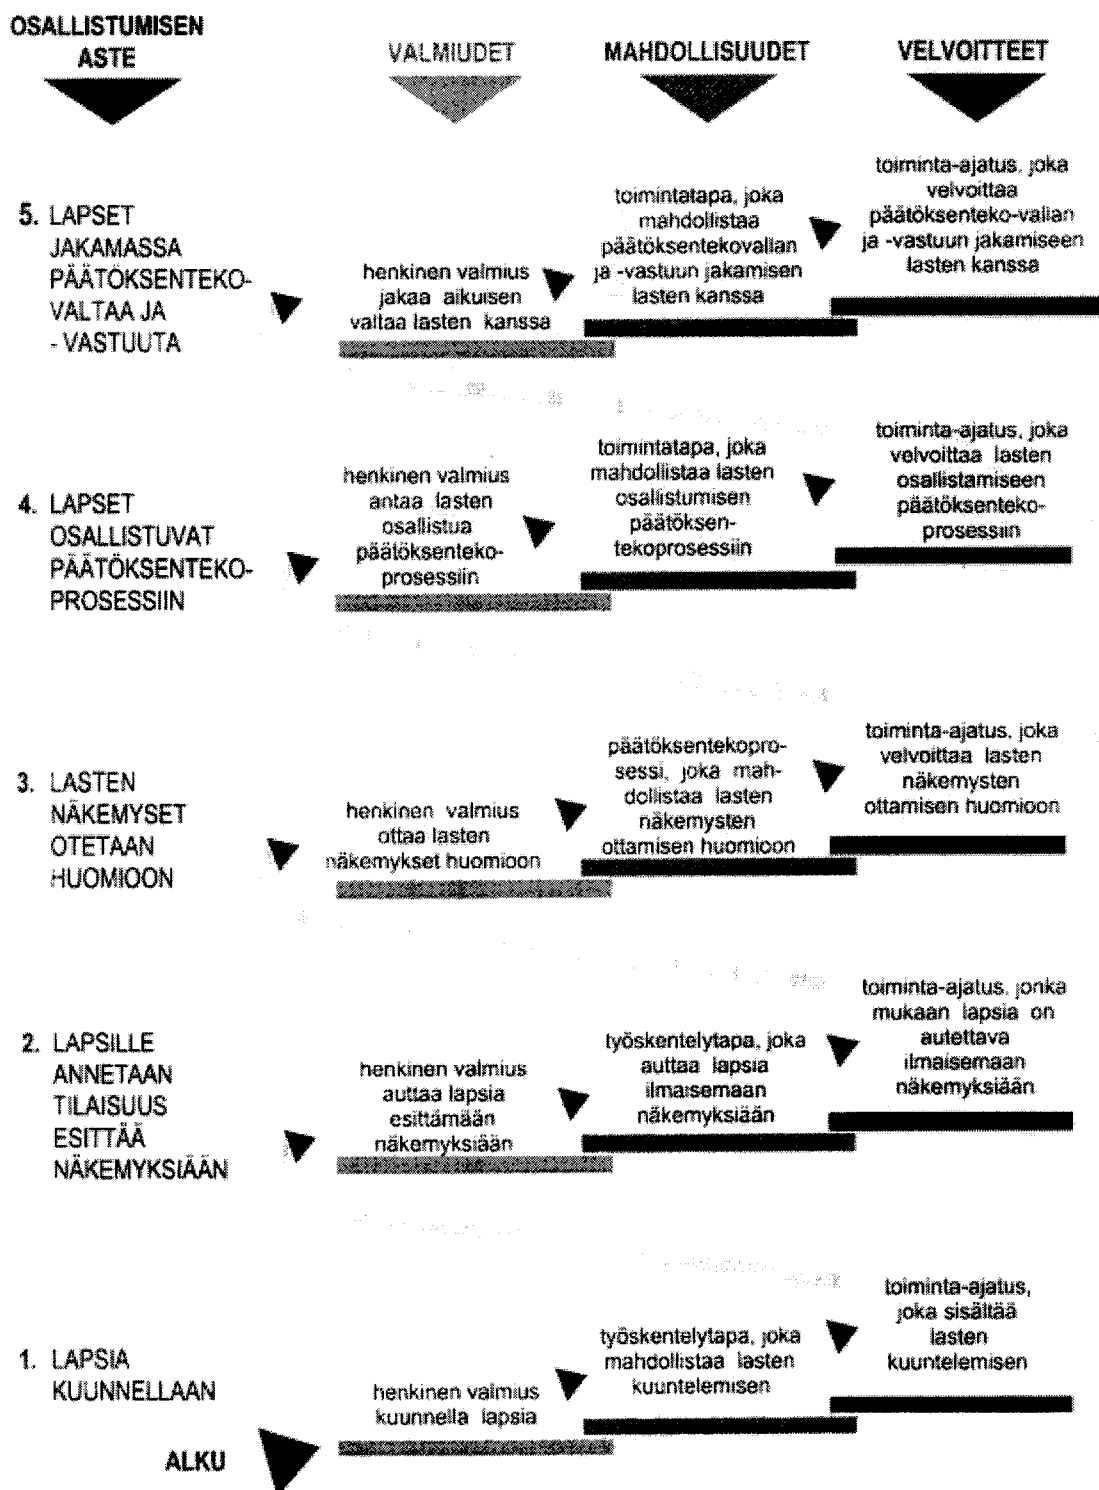 OSALLISTUMISEN
ASTE
VALMIUDET
MAHDOLLISUUDET
VELVOITTEET
5. LAPSET
JAKAMASSA
PÄÄTÖKSENTEKO-
VALTAA JA
- VASTUUTA
henkinen valmius
jakaa aikuisen
valtaa lasten kanssa
toimintatapa, joka
mahdollistaa
päätöksentekovallan
ja -vastuun jakamisen
lasten kanssa
toiminta-ajatus, joka
velvoittaa
päätöksenteko-vallan
ja -vastuun jakamiseen
lasten kanssa
4. LAPSET
OSALLISTUVAT
PÄÄTÖKSENTEKO-
PROSESSIIN
henkinen valmius
antaa lasten
osallistua
päätöksenteko-
prosessiin
toimintatapa, joka
mahdollistaa lasten
osallistumisen
päätöksen-
tekoprosessiin
toiminta-ajatus, joka
velvoittaa lasten
osallistamiseen
päätöksenteko-
prosessiin
3. LASTEN
NÄKEMYSET
OTETAAN
HUOMIOON
henkinen valmius
ottaa lasten
näkemykset huomioon
päätöksentekopro-
sessi, joka mah-
dollistaa lasten
näkemysten
ottamisen huomioon
toiminta-ajatus, joka
velvoittaa lasten
näkemysten
ottamisen huomioon
2. LAPSILLE
ANNETAAN
TILAISUUS
ESITTÄÄ
NÄKEMYKSIÄÄN
henkinen valmius
auttaa lapsia
esittämään
näkemyksiään
työskentelytapa, joka
auttaa lapsia
ilmaisemaan
näkemyksiään
toiminta-ajatus, jonka
mukaan lapsia on
autettava
ilmaisemaan
näkemyksiään
1. LAPSIA
KUUNNELLAAN
henkinen valmius
kuunnella lapsia
työskentelytapa, joka
mahdollistaa lasten
kuuntelemisen
toiminta-ajatus,
joka sisältää
lasten
kuuntelemisen
ALKU